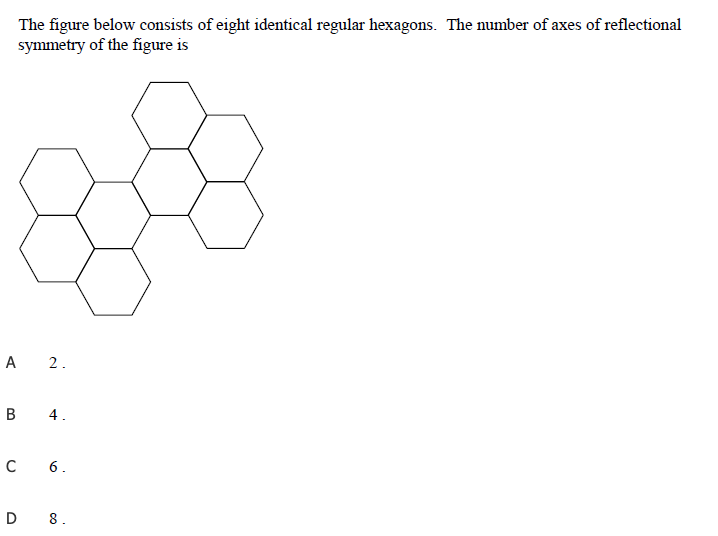 The figure below consists of eight identical regular hexagons. The number of axes of reflectional
symmetry of the figure is
A 2 .
B 4 .
C 6 .
D 8 .